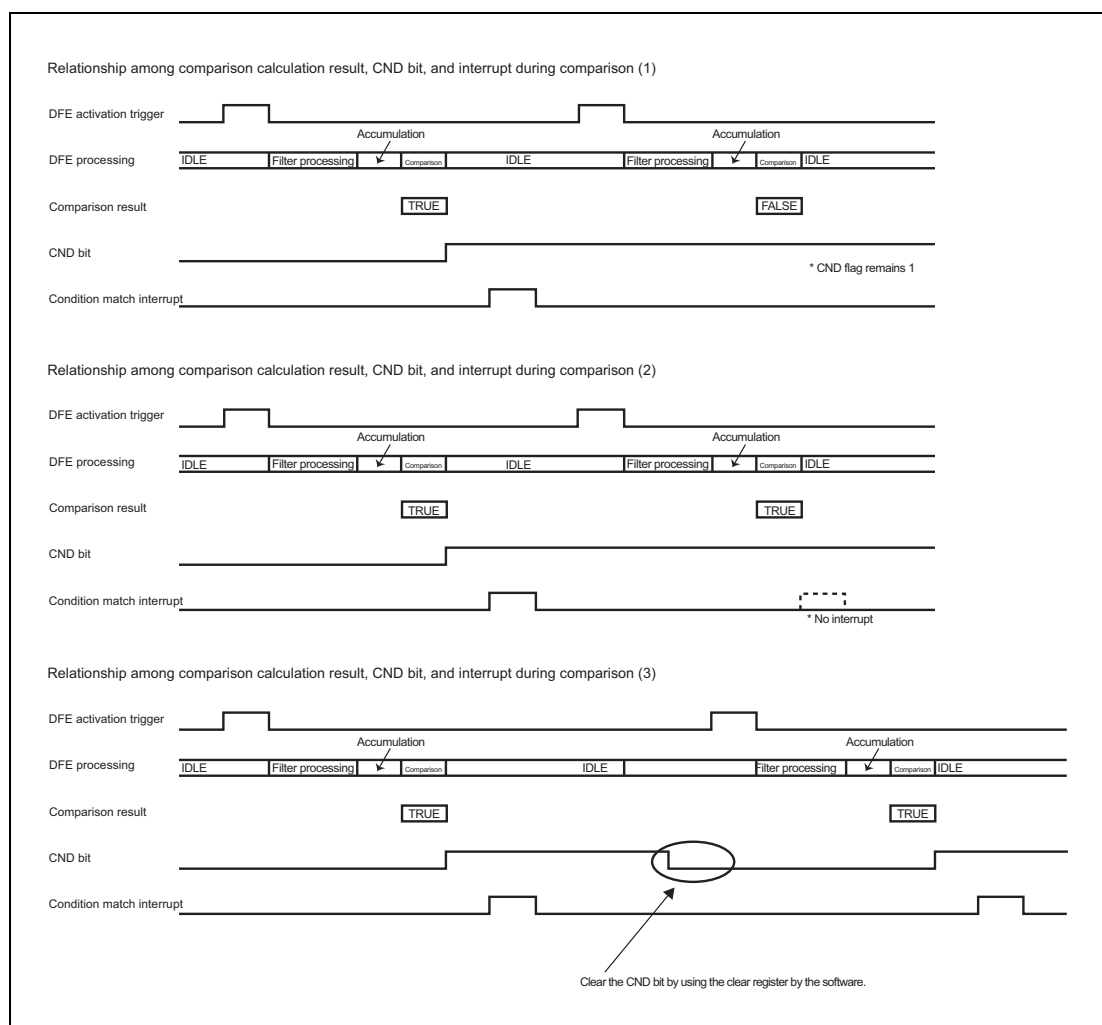 Relationship among comparison calculation result, CND bit, and interrupt during comparison (1)
DFE activation trigger
Accumulation
Accumulation
DFE processing
IDLE
Filter processing
Comparison
IDLE
Filter processing
Comparison
IDLE
Comparison result
TRUE
FALSE
CND bit
* CND flag remains 1
Condition match interrupt
Relationship among comparison calculation result, CND bit, and interrupt during comparison (2)
DFE activation trigger
Accumulation
Accumulation
DFE processing
IDLE
Filter processing
Comparison
IDLE
Filter processing
Comparison
IDLE
Comparison result
TRUE
TRUE
CND bit
Condition match interrupt
* No interrupt
Relationship among comparison calculation result, CND bit, and interrupt during comparison (3)
DFE activation trigger
Accumulation
Accumulation
DFE processing
IDLE
Filter processing
Comparison
IDLE
Filter processing
Comparison
IDLE
Comparison result
TRUE
TRUE
CND bit
Condition match interrupt
Clear the CND bit by using the clear register by the software.